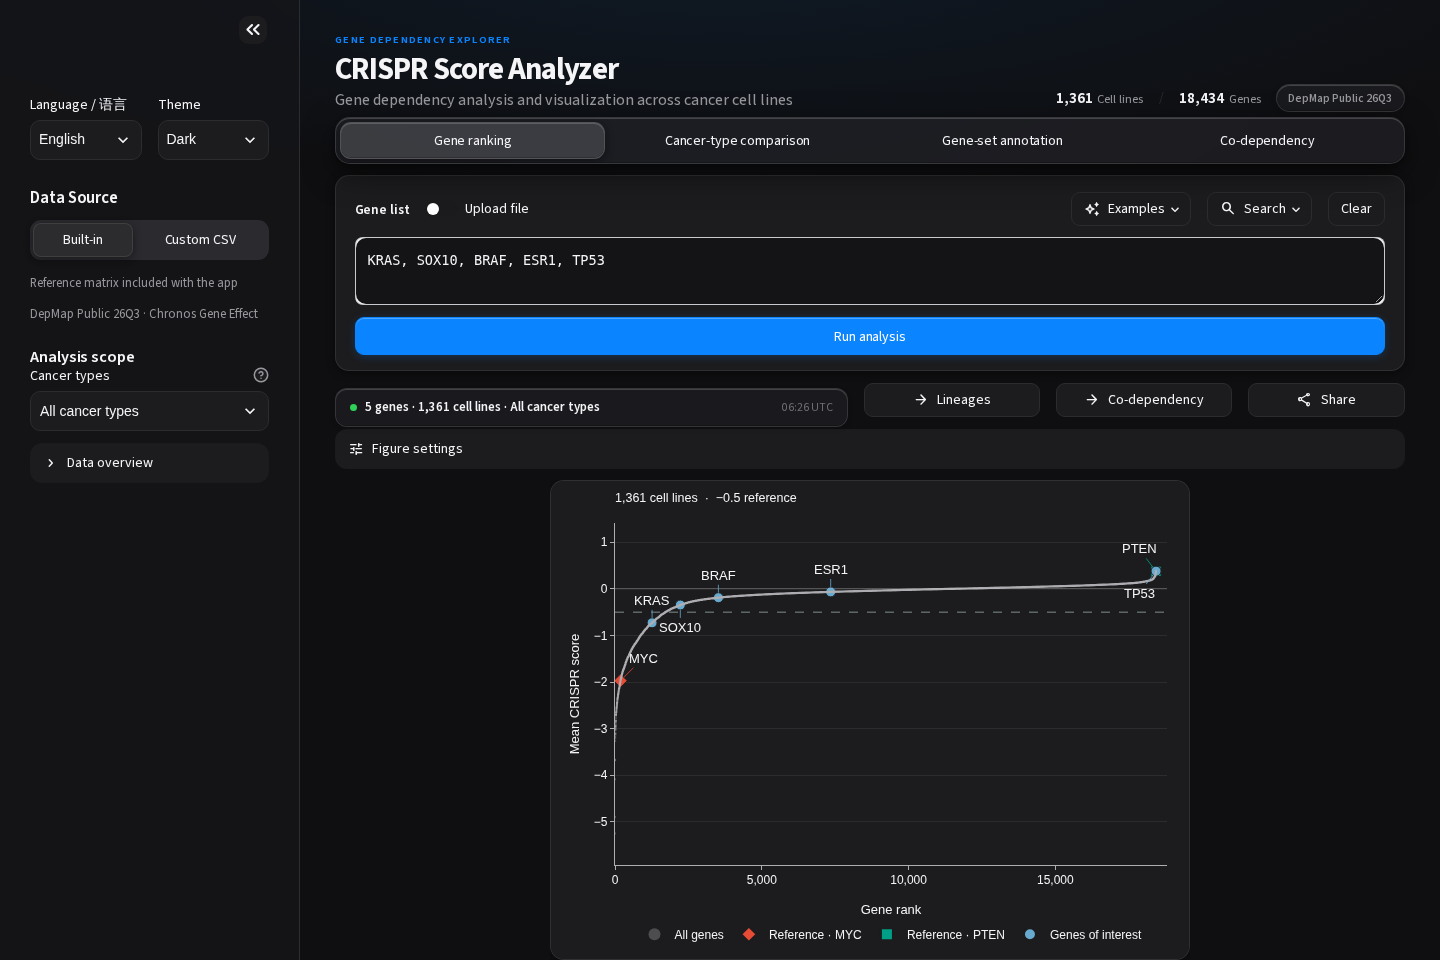 Language / 语言
Theme
English
Dark
Data Source
Built-in
Custom CSV
Reference matrix included with the app
DepMap Public 26Q3 · Chronos Gene Effect
Analysis scope
Cancer types
All cancer types
Data overview
GENE DEPENDENCY EXPLORER
CRISPR Score Analyzer
Gene dependency analysis and visualization across cancer cell lines
1,361 Cell lines / 18,434 Genes
DepMap Public 26Q3
Gene ranking
Cancer-type comparison
Gene-set annotation
Co-dependency
Gene list
Upload file
Examples
Search
Clear
KRAS, SOX10, BRAF, ESR1, TP53
Run analysis
5 genes · 1,361 cell lines · All cancer types
06:26 UTC
Lineages
Co-dependency
Share
Figure settings
1,361 cell lines · −0.5 reference
PTEN
ESR1
BRAF
TP53
KRAS
SOX10
MYC
1
0
−1
−2
−3
−4
−5
Mean CRISPR score
0
5,000
10,000
15,000
Gene rank
All genes
Reference · MYC
Reference · PTEN
Genes of interest